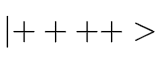 |+ + ++ >